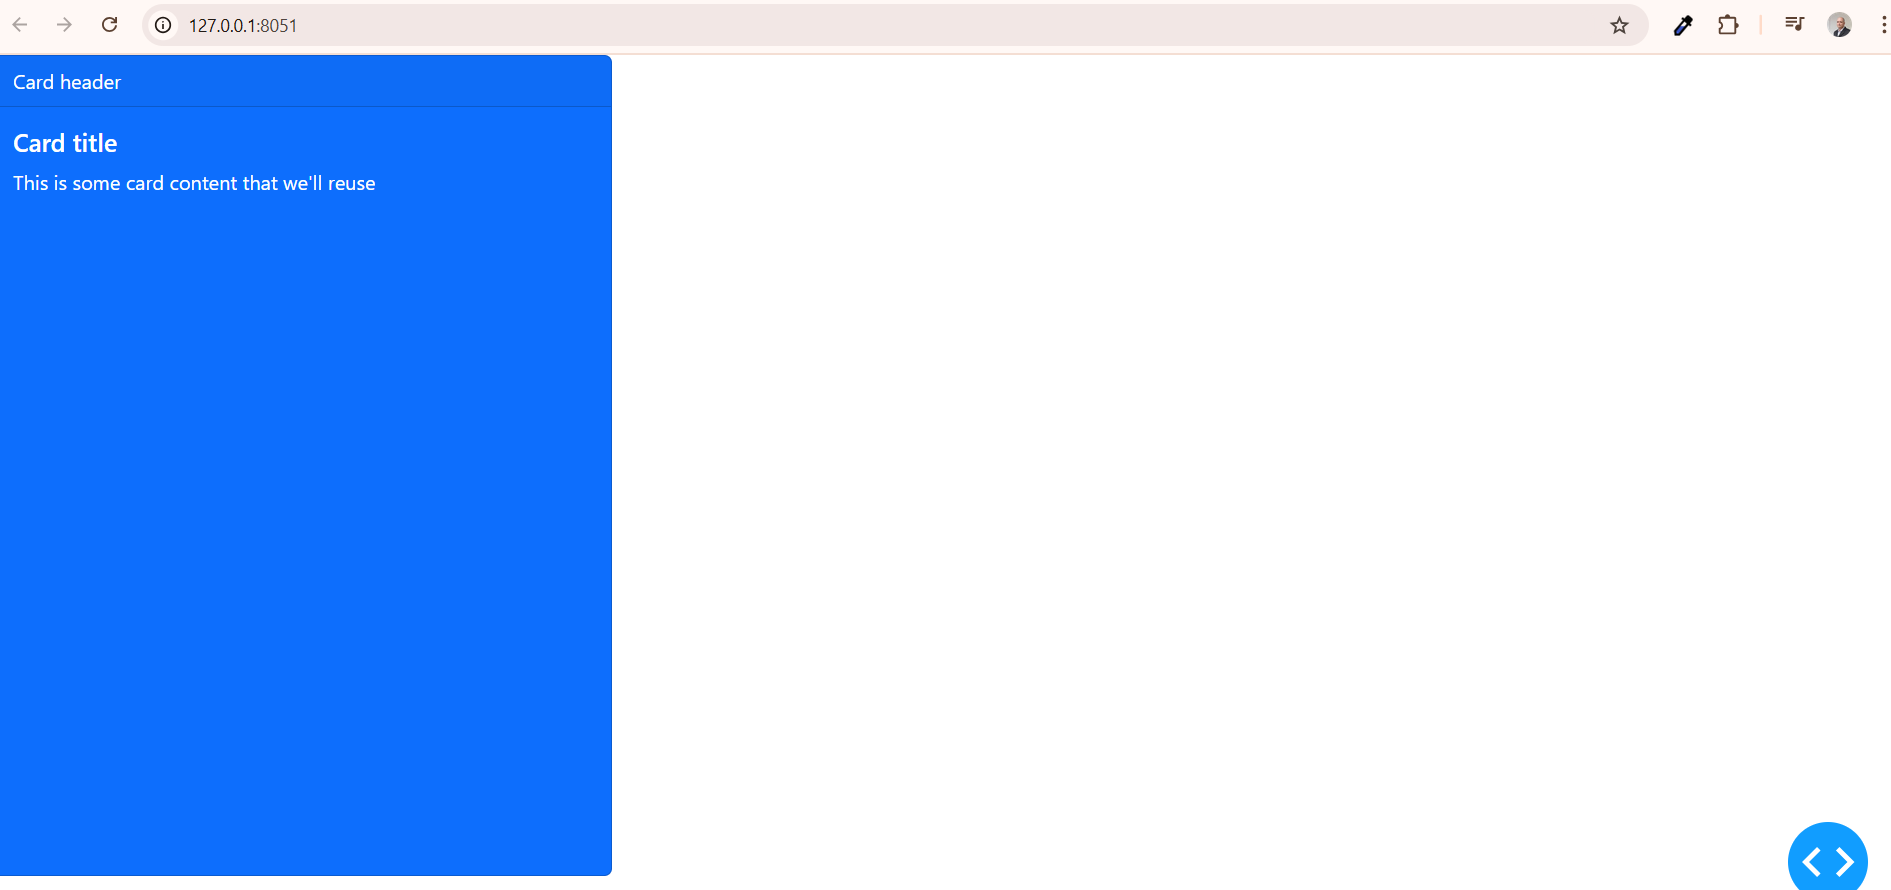 127.0.0.1:8051
Card header
Card title
This is some card content that we'll reuse